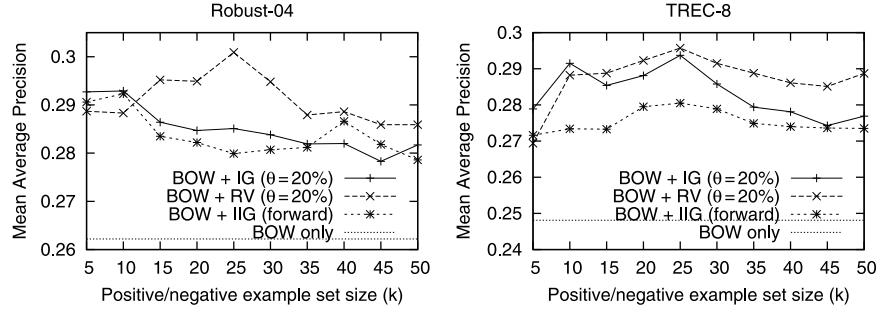 Robust-04
Mean Average Precision
0.3
0.29
0.28
0.27
0.26
BOW + IG (θ = 20%)
BOW + RV (θ = 20%)
BOW + IIG (forward)
BOW only
5 10 15 20 25 30 35 40 45 50
Positive/negative example set size (k)
TREC-8
Mean Average Precision
0.3
0.29
0.28
0.27
0.26
0.25
0.24
BOW + IG (θ = 20%)
BOW + RV (θ = 20%)
BOW + IIG (forward)
BOW only
5 10 15 20 25 30 35 40 45 50
Positive/negative example set size (k)